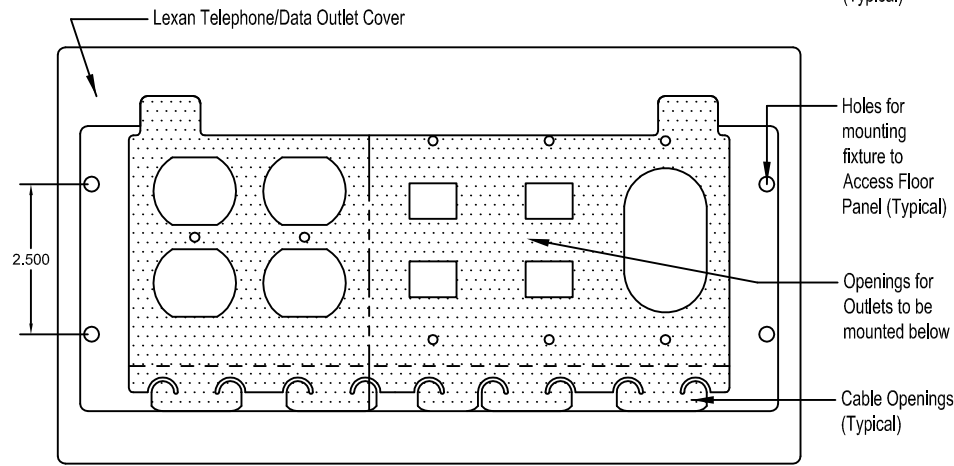 (Typical)
Lexan Telephone/Data Outlet Cover
Holes for
mounting
fixture to
Access Floor
Panel (Typical)
2.500
Openings for
Outlets to be
mounted below
Cable Openings
(Typical)